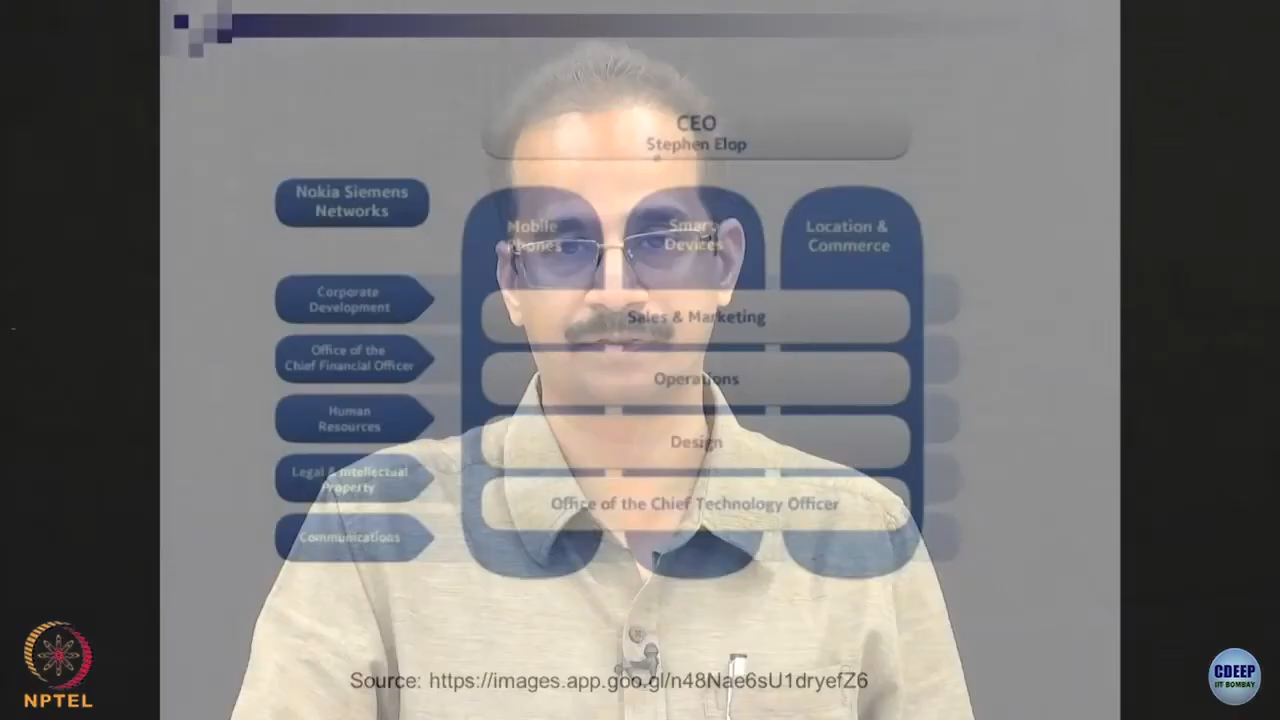 CEO
Stephen Elop
Nokia Siemens
Networks
Mobile
Phones
Smart
Devices
Location &
Commerce
Corporate
Development
Sales & Marketing
Office of the
Chief Financial Officer
Operations
Human
Resources
Design
Legal & Intellectual
Property
Office of the Chief Technology Officer
Communications
Source: https://images.app.goo.gl/n48Nae6sU1dryefZ6
NPTEL
CDEEP
IIT BOMBAY